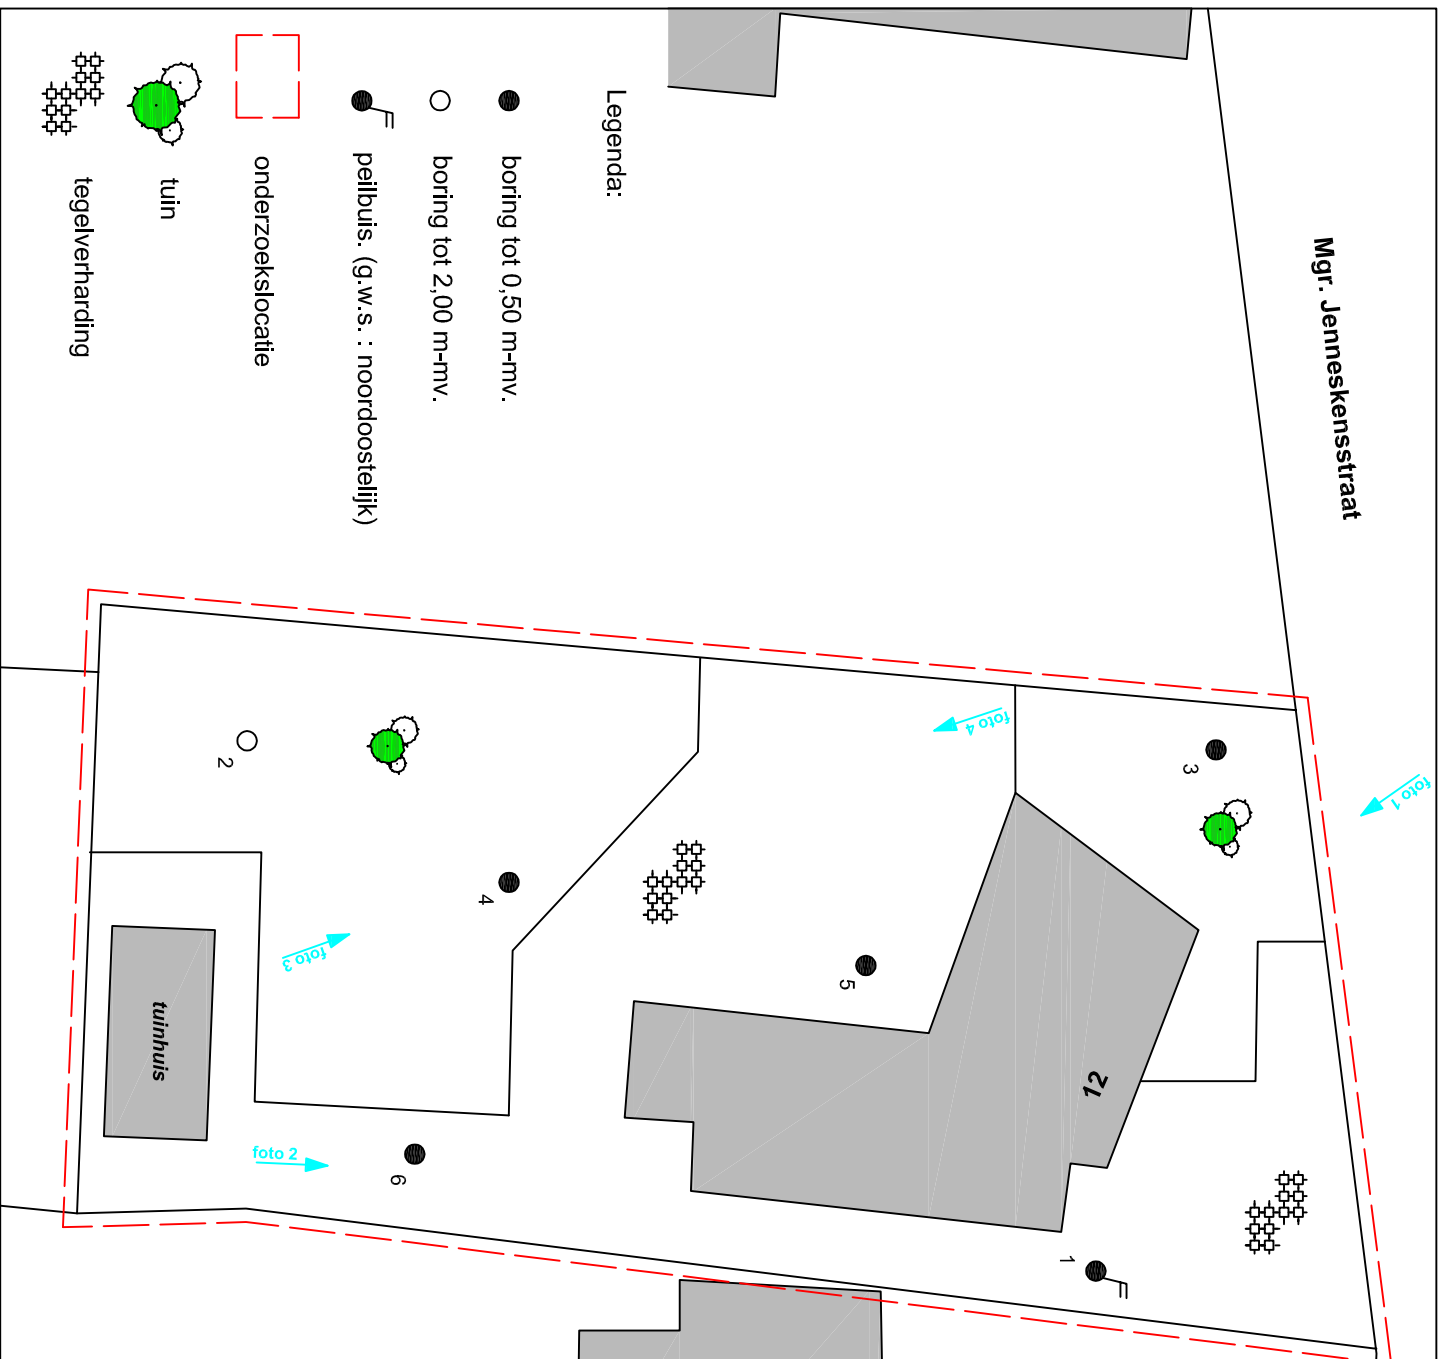 Mgr. Jenneskensstraat
Legenda:
boring tot 0,50 m-mv.
boring tot 2,00 m-mv.
peilbuis. (g.w.s. : noordoostelijk)
onderzoekslocatie
tuin
tegelverharding
foto 1
3
foto 4
12
5
1
4
2
foto 3
tuinhuis
foto 2
6